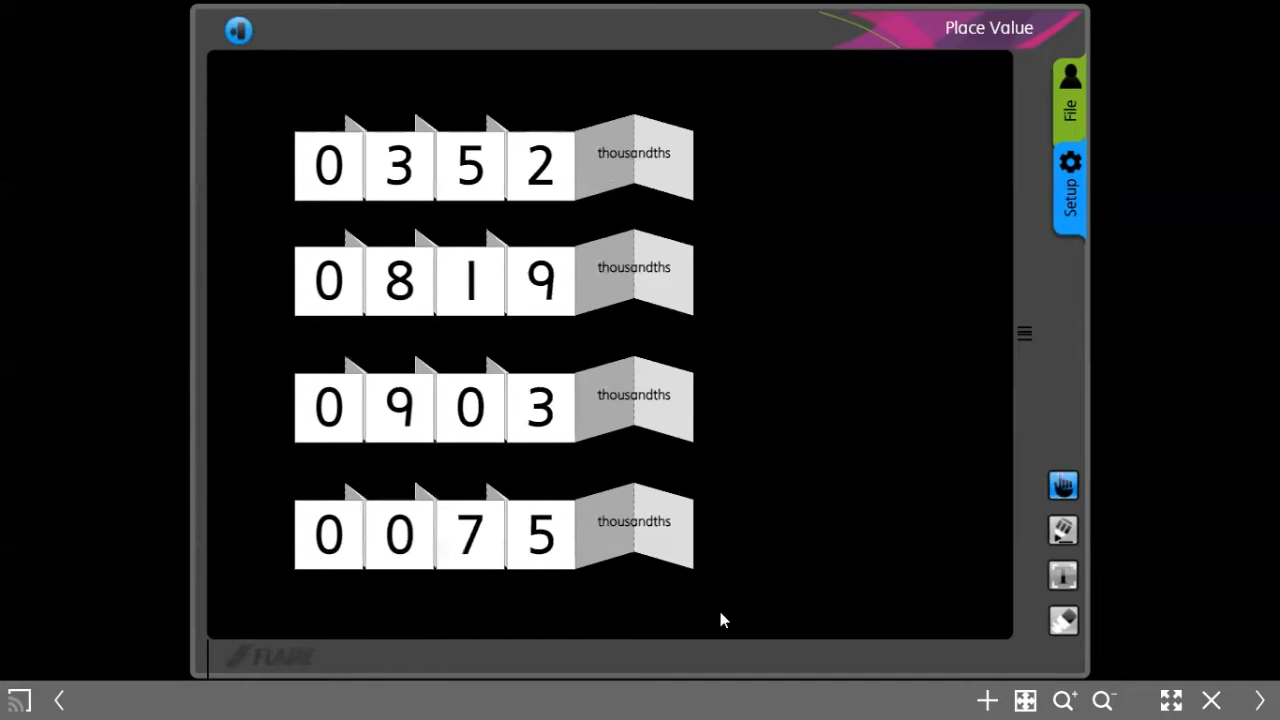 Place Value
File
Setup
0 3 5 2 thousandths
0 8 1 9 thousandths
0 9 0 3 thousandths
0 0 7 5 thousandths
FLARE